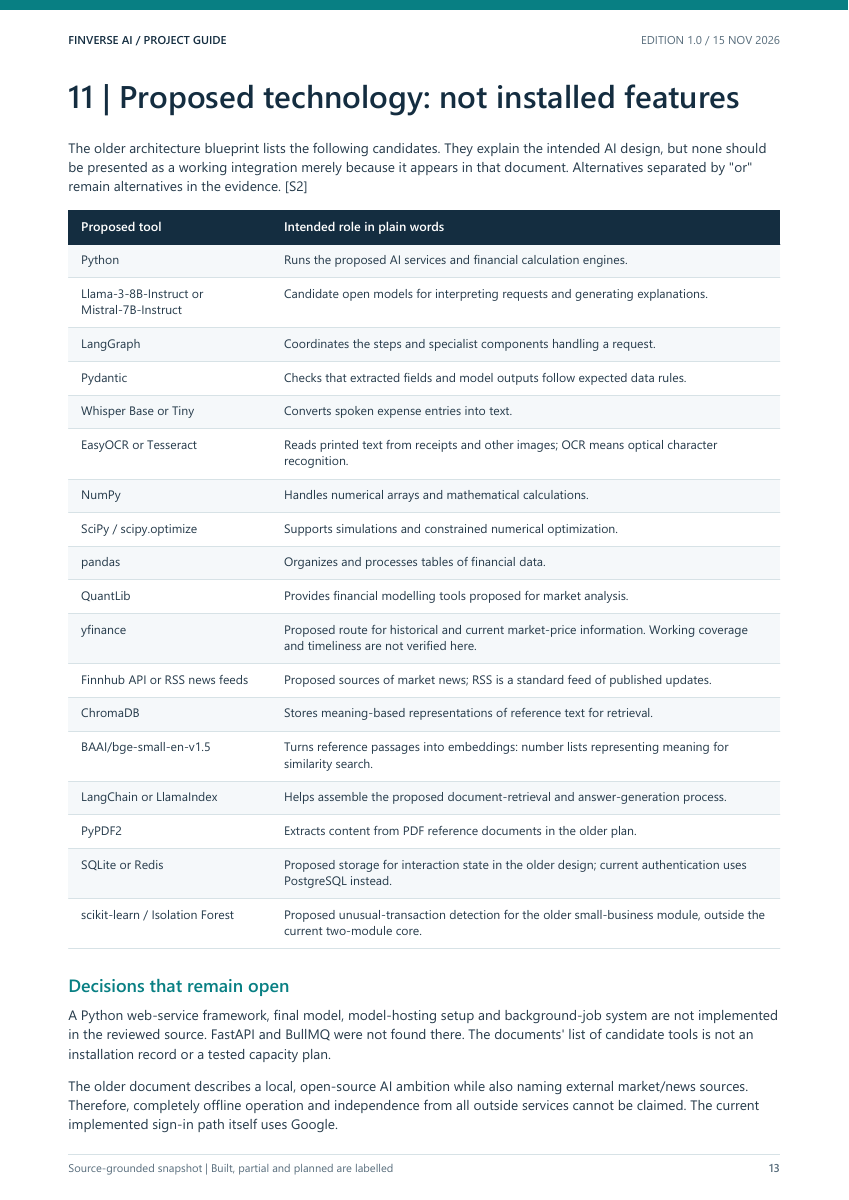 FINVERSE AI / PROJECT GUIDE
EDITION 1.0 / 15 NOV 2026
11 | Proposed technology: not installed features
The older architecture blueprint lists the following candidates. They explain the intended AI design, but none should
be presented as a working integration merely because it appears in that document. Alternatives separated by "or"
remain alternatives in the evidence. [S2]
Proposed tool
Intended role in plain words
Python
Runs the proposed AI services and financial calculation engines.
Llama-3-8B-Instruct or
Mistral-7B-Instruct
Candidate open models for interpreting requests and generating explanations.
LangGraph
Coordinates the steps and specialist components handling a request.
Pydantic
Checks that extracted fields and model outputs follow expected data rules.
Whisper Base or Tiny
Converts spoken expense entries into text.
EasyOCR or Tesseract
Reads printed text from receipts and other images; OCR means optical character
recognition.
NumPy
Handles numerical arrays and mathematical calculations.
SciPy / scipy.optimize
Supports simulations and constrained numerical optimization.
pandas
Organizes and processes tables of financial data.
QuantLib
Provides financial modelling tools proposed for market analysis.
yfinance
Proposed route for historical and current market-price information. Working coverage
and timeliness are not verified here.
Finnhub API or RSS news feeds
Proposed sources of market news; RSS is a standard feed of published updates.
ChromaDB
Stores meaning-based representations of reference text for retrieval.
BAAI/bge-small-en-v1.5
Turns reference passages into embeddings: number lists representing meaning for
similarity search.
LangChain or LlamaIndex
Helps assemble the proposed document-retrieval and answer-generation process.
PyPDF2
Extracts content from PDF reference documents in the older plan.
SQLite or Redis
Proposed storage for interaction state in the older design; current authentication uses
PostgreSQL instead.
scikit-learn / Isolation Forest
Proposed unusual-transaction detection for the older small-business module, outside the
current two-module core.
Decisions that remain open
A Python web-service framework, final model, model-hosting setup and background-job system are not implemented
in the reviewed source. FastAPI and BullMQ were not found there. The documents' list of candidate tools is not an
installation record or a tested capacity plan.
The older document describes a local, open-source AI ambition while also naming external market/news sources.
Therefore, completely offline operation and independence from all outside services cannot be claimed. The current
implemented sign-in path itself uses Google.
Source-grounded snapshot | Built, partial and planned are labelled
13